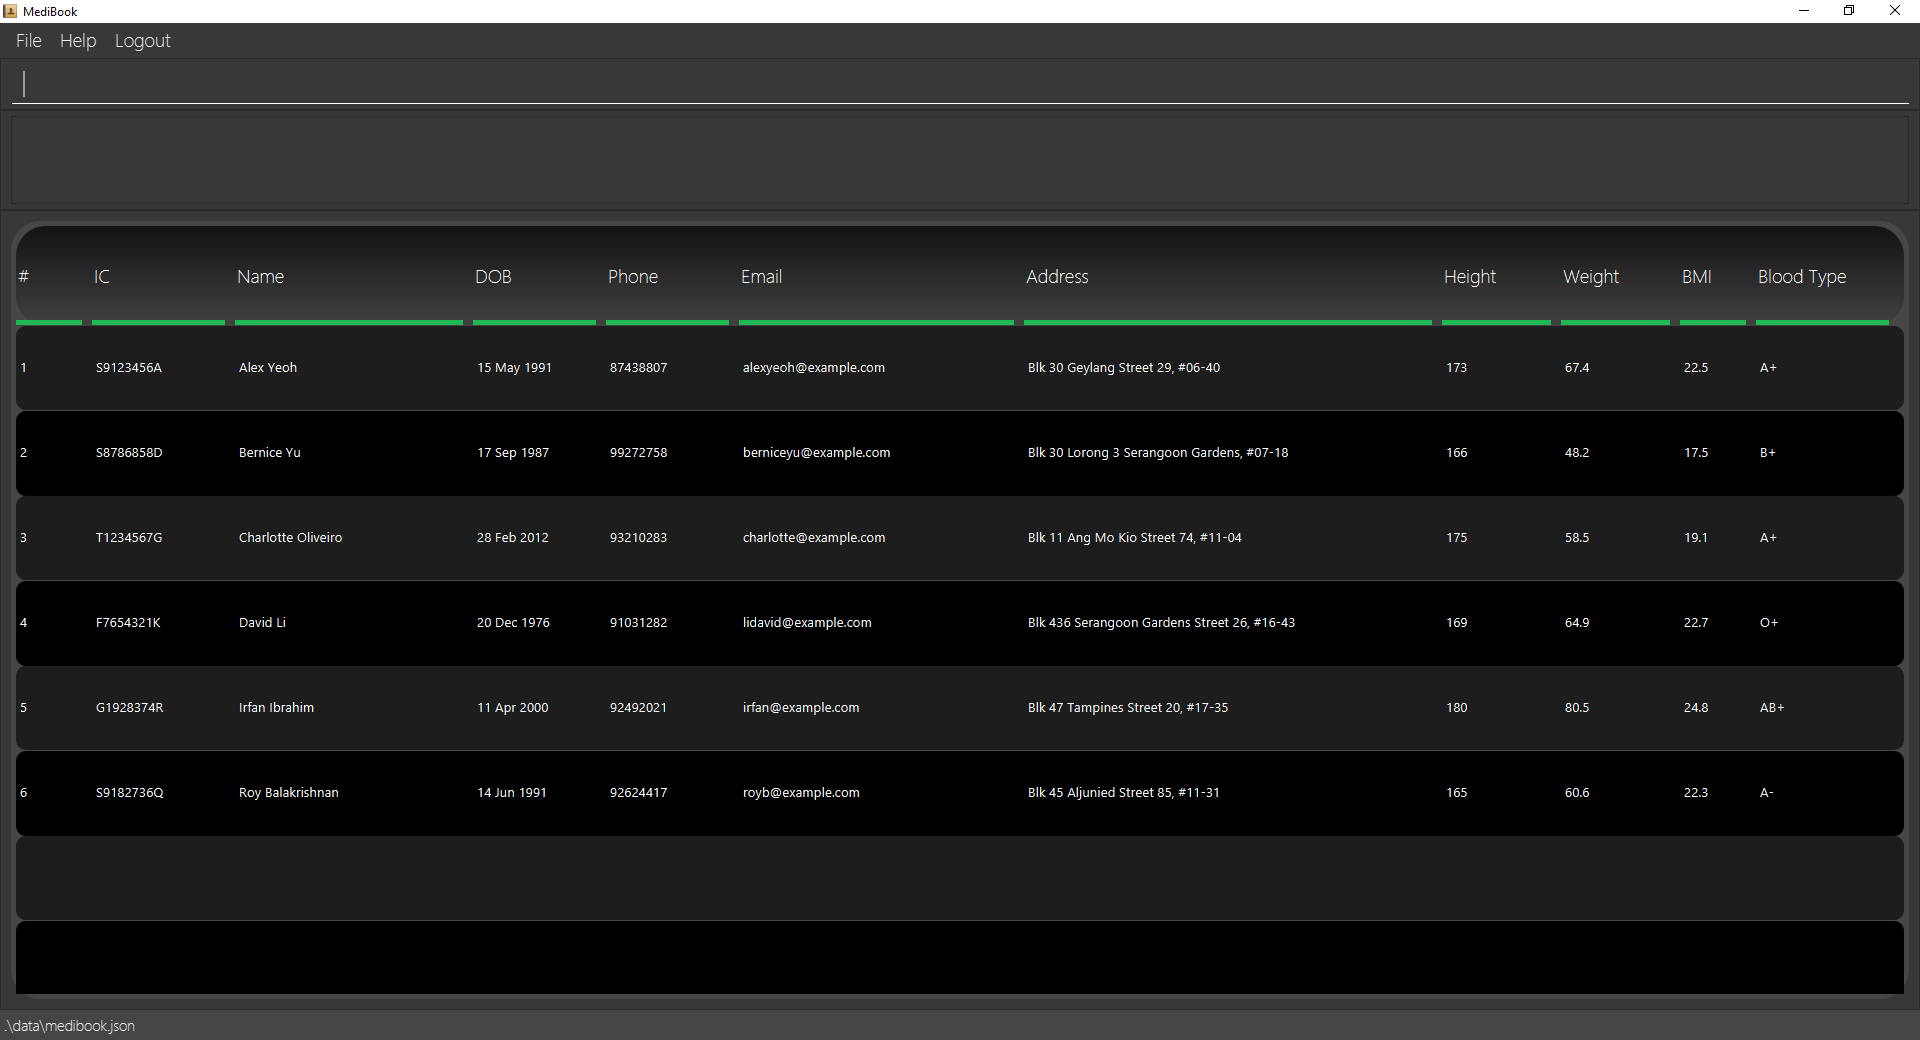 MediBook
File Help Logout
# IC Name DOB Phone Email Address Height Weight BMI Blood Type
1 S9123456A Alex Yeoh 15 May 1991 87438807 alexyeoh@example.com Blk 30 Geylang Street 29, #06-40 173 67.4 22.5 A+
2 S8786858D Bernice Yu 17 Sep 1987 99272758 berniceyu@example.com Blk 30 Lorong 3 Serangoon Gardens, #07-18 166 48.2 17.5 B+
3 T1234567G Charlotte Oliveiro 28 Feb 2012 93210283 charlotte@example.com Blk 11 Ang Mo Kio Street 74, #11-04 175 58.5 19.1 A+
4 F7654321K David Li 20 Dec 1976 91031282 lidavid@example.com Blk 436 Serangoon Gardens Street 26, #16-43 169 64.9 22.7 O+
5 G1928374R Irfan Ibrahim 11 Apr 2000 92492021 irfan@example.com Blk 47 Tampines Street 20, #17-35 180 80.5 24.8 AB+
6 S9182736Q Roy Balakrishnan 14 Jun 1991 92624417 royb@example.com Blk 45 Aljunied Street 85, #11-31 165 60.6 22.3 A-
.\data\medibook.json